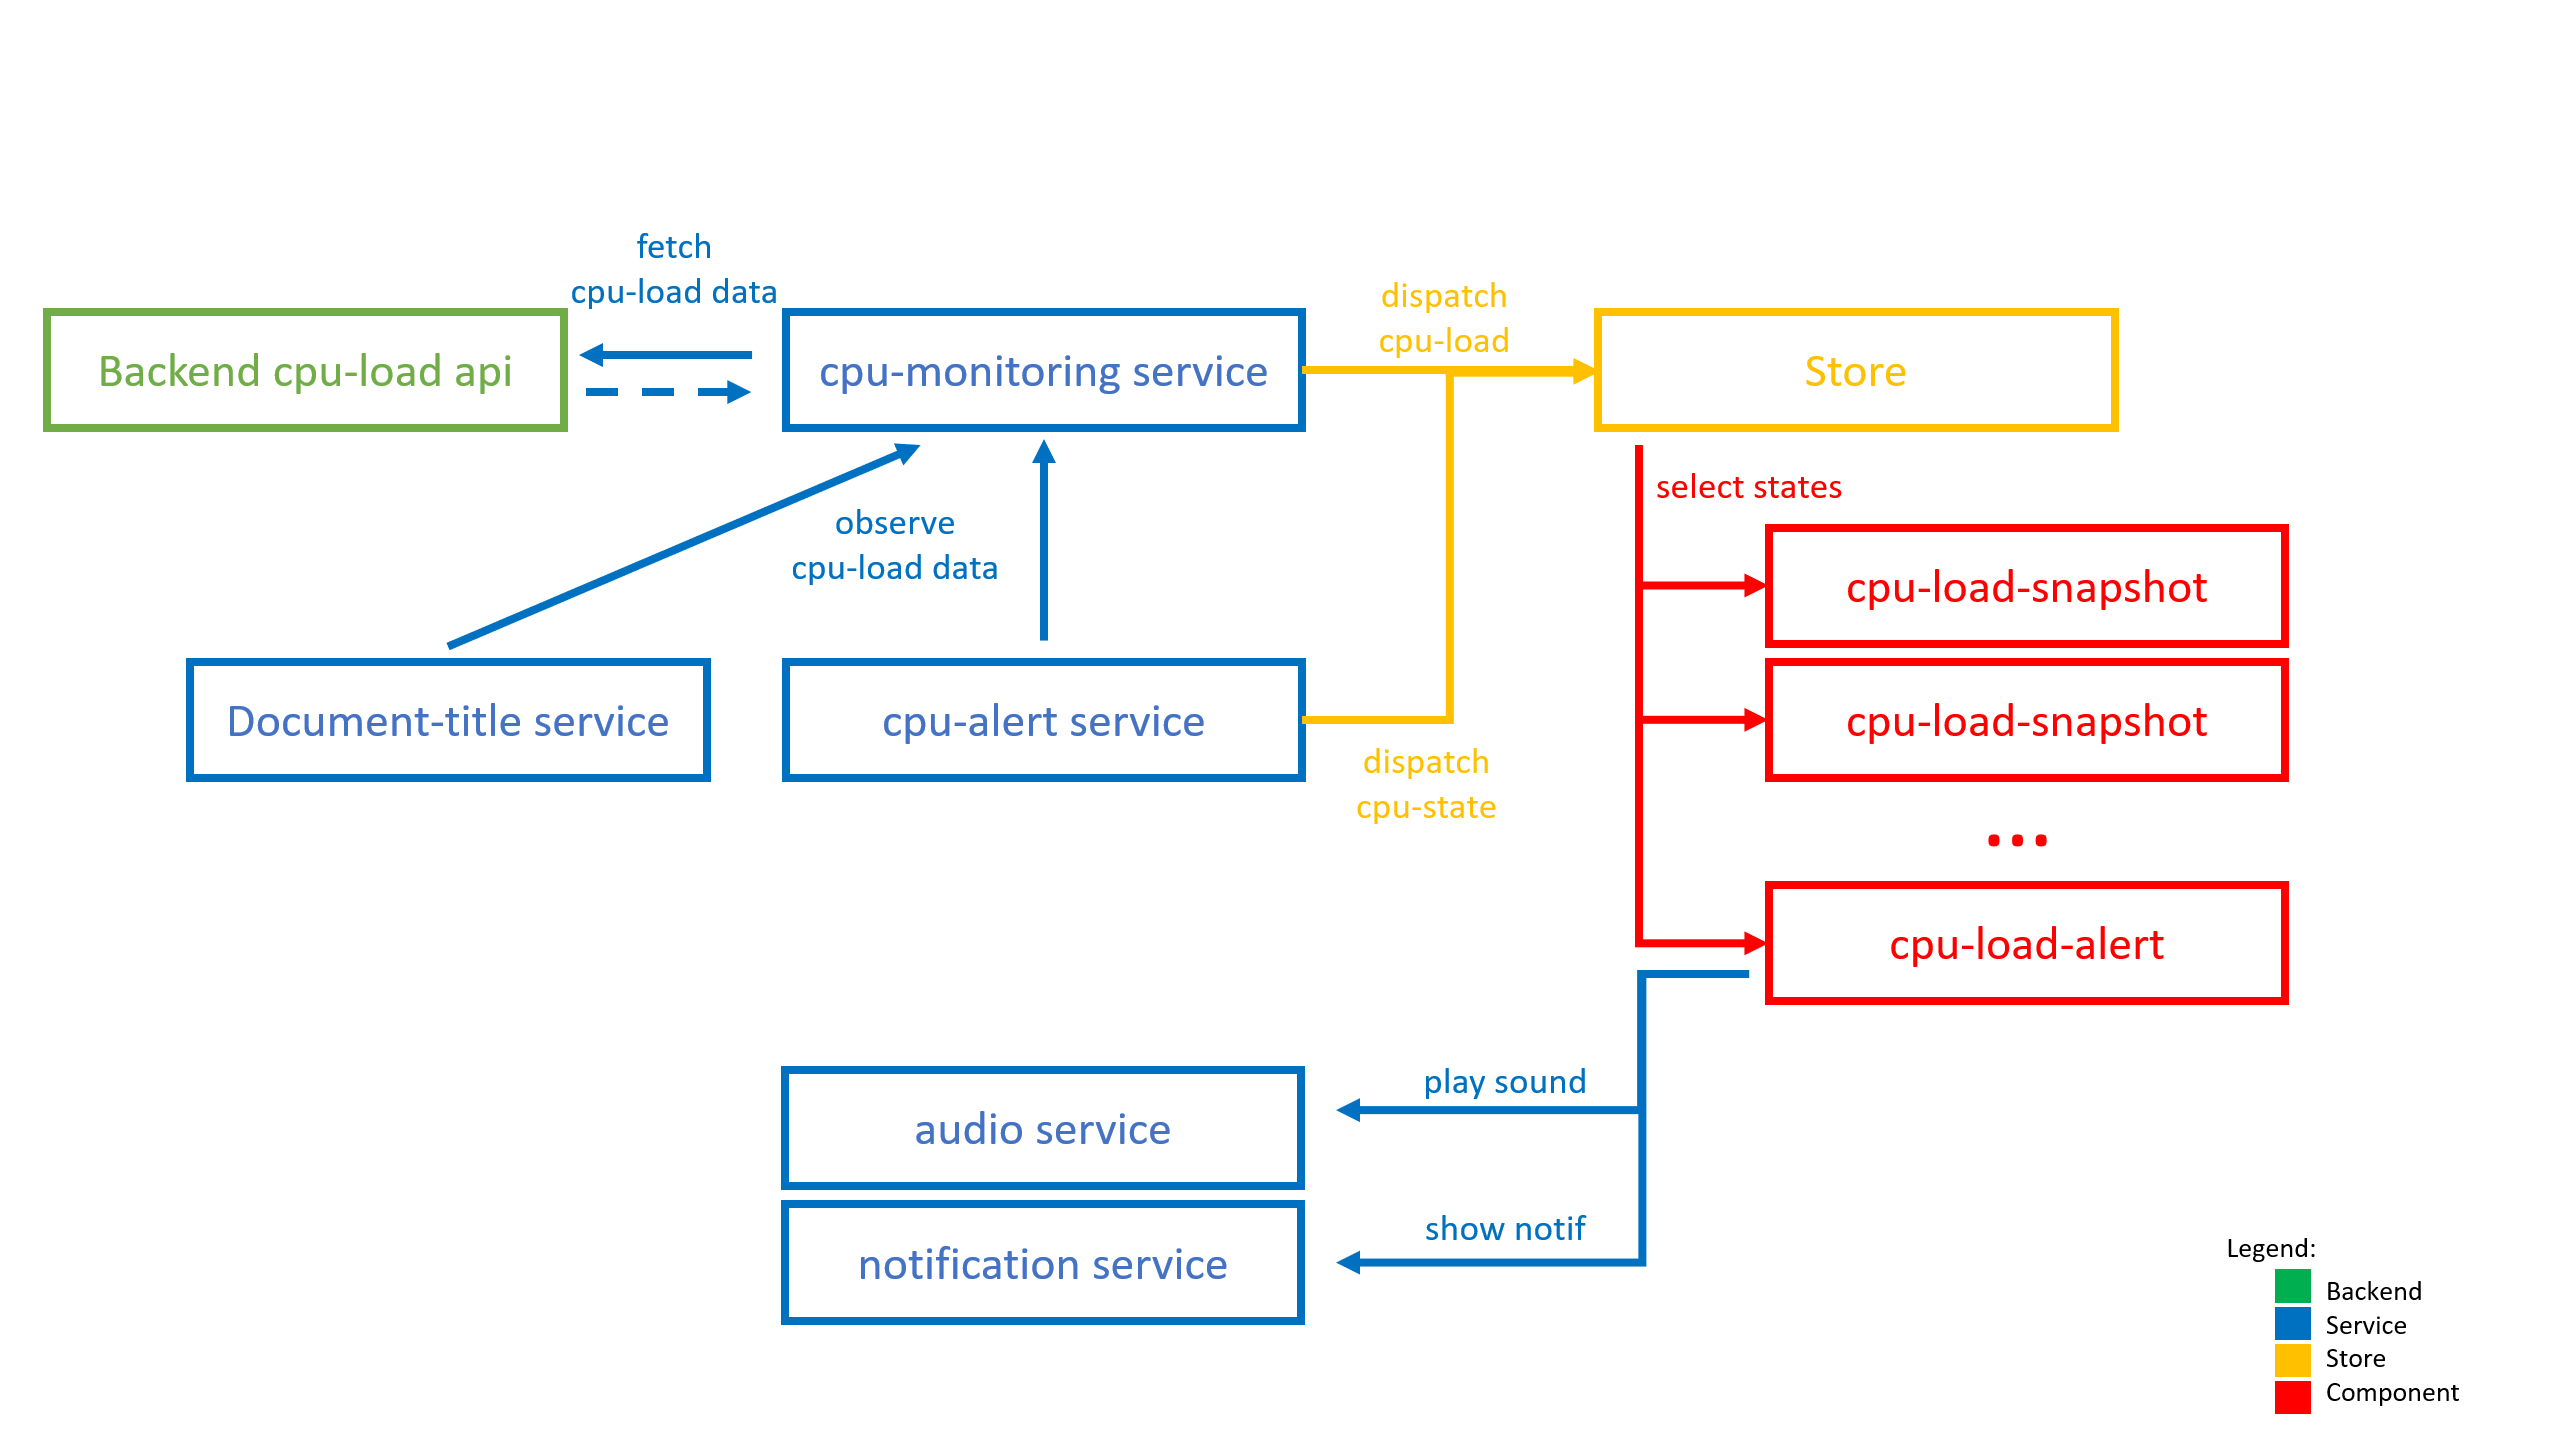 fetch
cpu-load data
Backend cpu-load api
cpu-monitoring service
dispatch
cpu-load
Store
observe
cpu-load data
select states
cpu-load-snapshot
Document-title service
cpu-alert service
cpu-load-snapshot
dispatch
cpu-state
...
cpu-load-alert
play sound
audio service
show notif
notification service
Legend:
Backend
Service
Store
Component